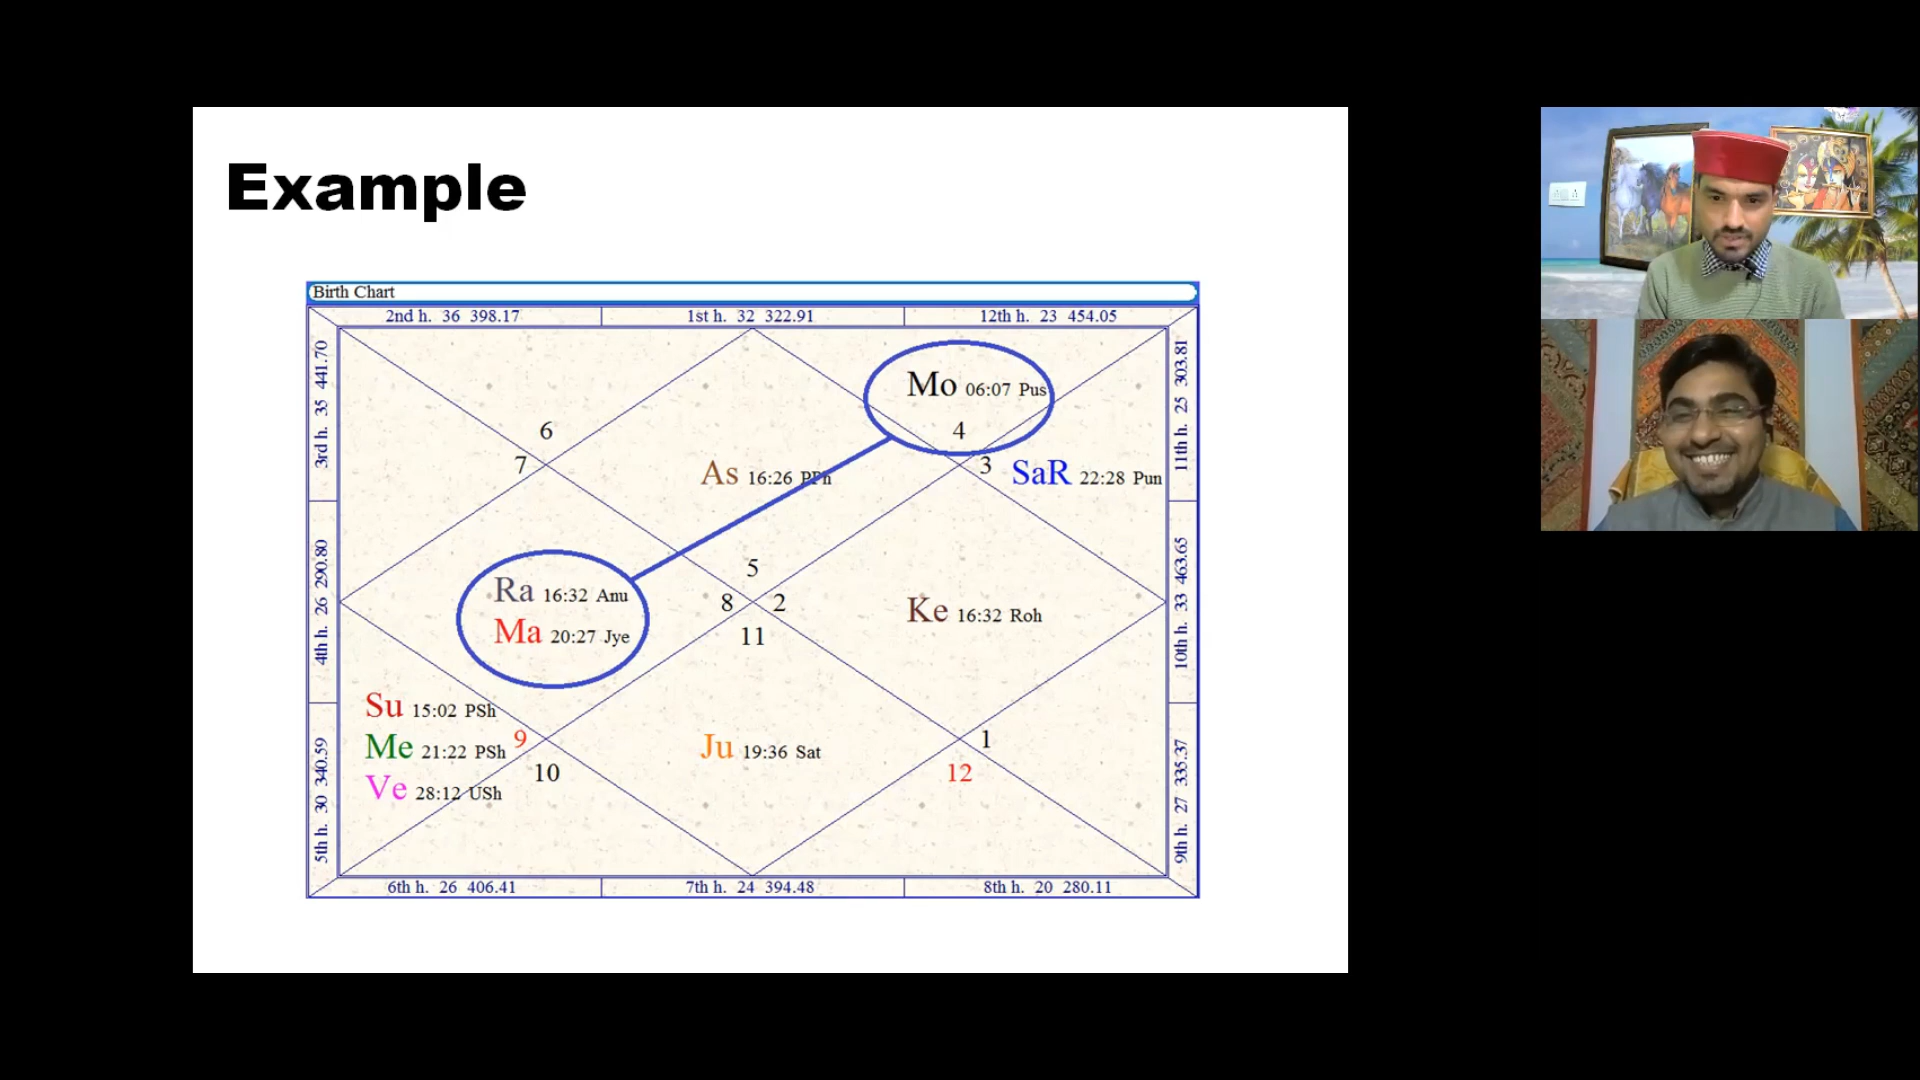 Example
Birth Chart
2nd h. 36 398.17
1st h. 32 322.91
12th h. 23 454.05
3rd h. 35 441.70
11th h. 25 303.81
Mo 06:07 Pus
6
4
7
As 16:26 PPh
3
SaR 22:28 Pun
4th h. 26 290.80
10th h. 33 463.65
Ra 16:32 Anu
Ma 20:27 Jye
5
8
2
11
Ke 16:32 Roh
Su 15:02 PSh
Me 21:22 PSh
Ve 28:12 USh
9
10
Ju 19:36 Sat
1
12
5th h. 30 340.59
9th h. 27 335.37
6th h. 26 406.41
7th h. 24 394.48
8th h. 20 280.11